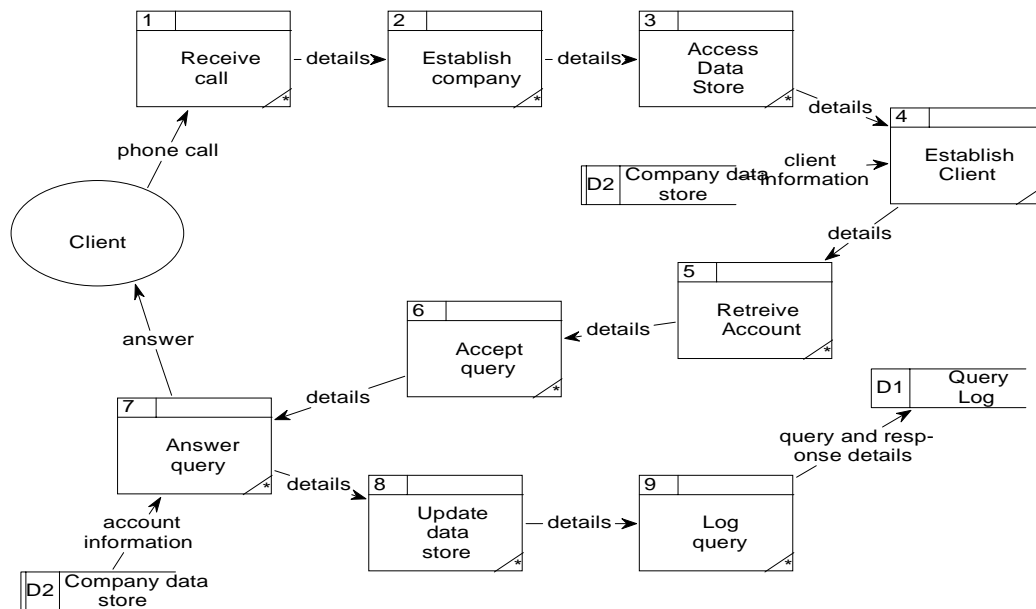 1
Receive
call
details
2
Establish
company
details
3
Access
Data
Store
details
4
Establish
Client
phone call
client
information
D2
Company data
store
Client
details
5
Retreive
Account
details
6
Accept
query
answer
details
7
Answer
query
D1
Query
Log
query and resp-
onse details
details
8
Update
data
store
details
9
Log
query
account
information
D2
Company data
store
*
*
*
*
*
*
*
*